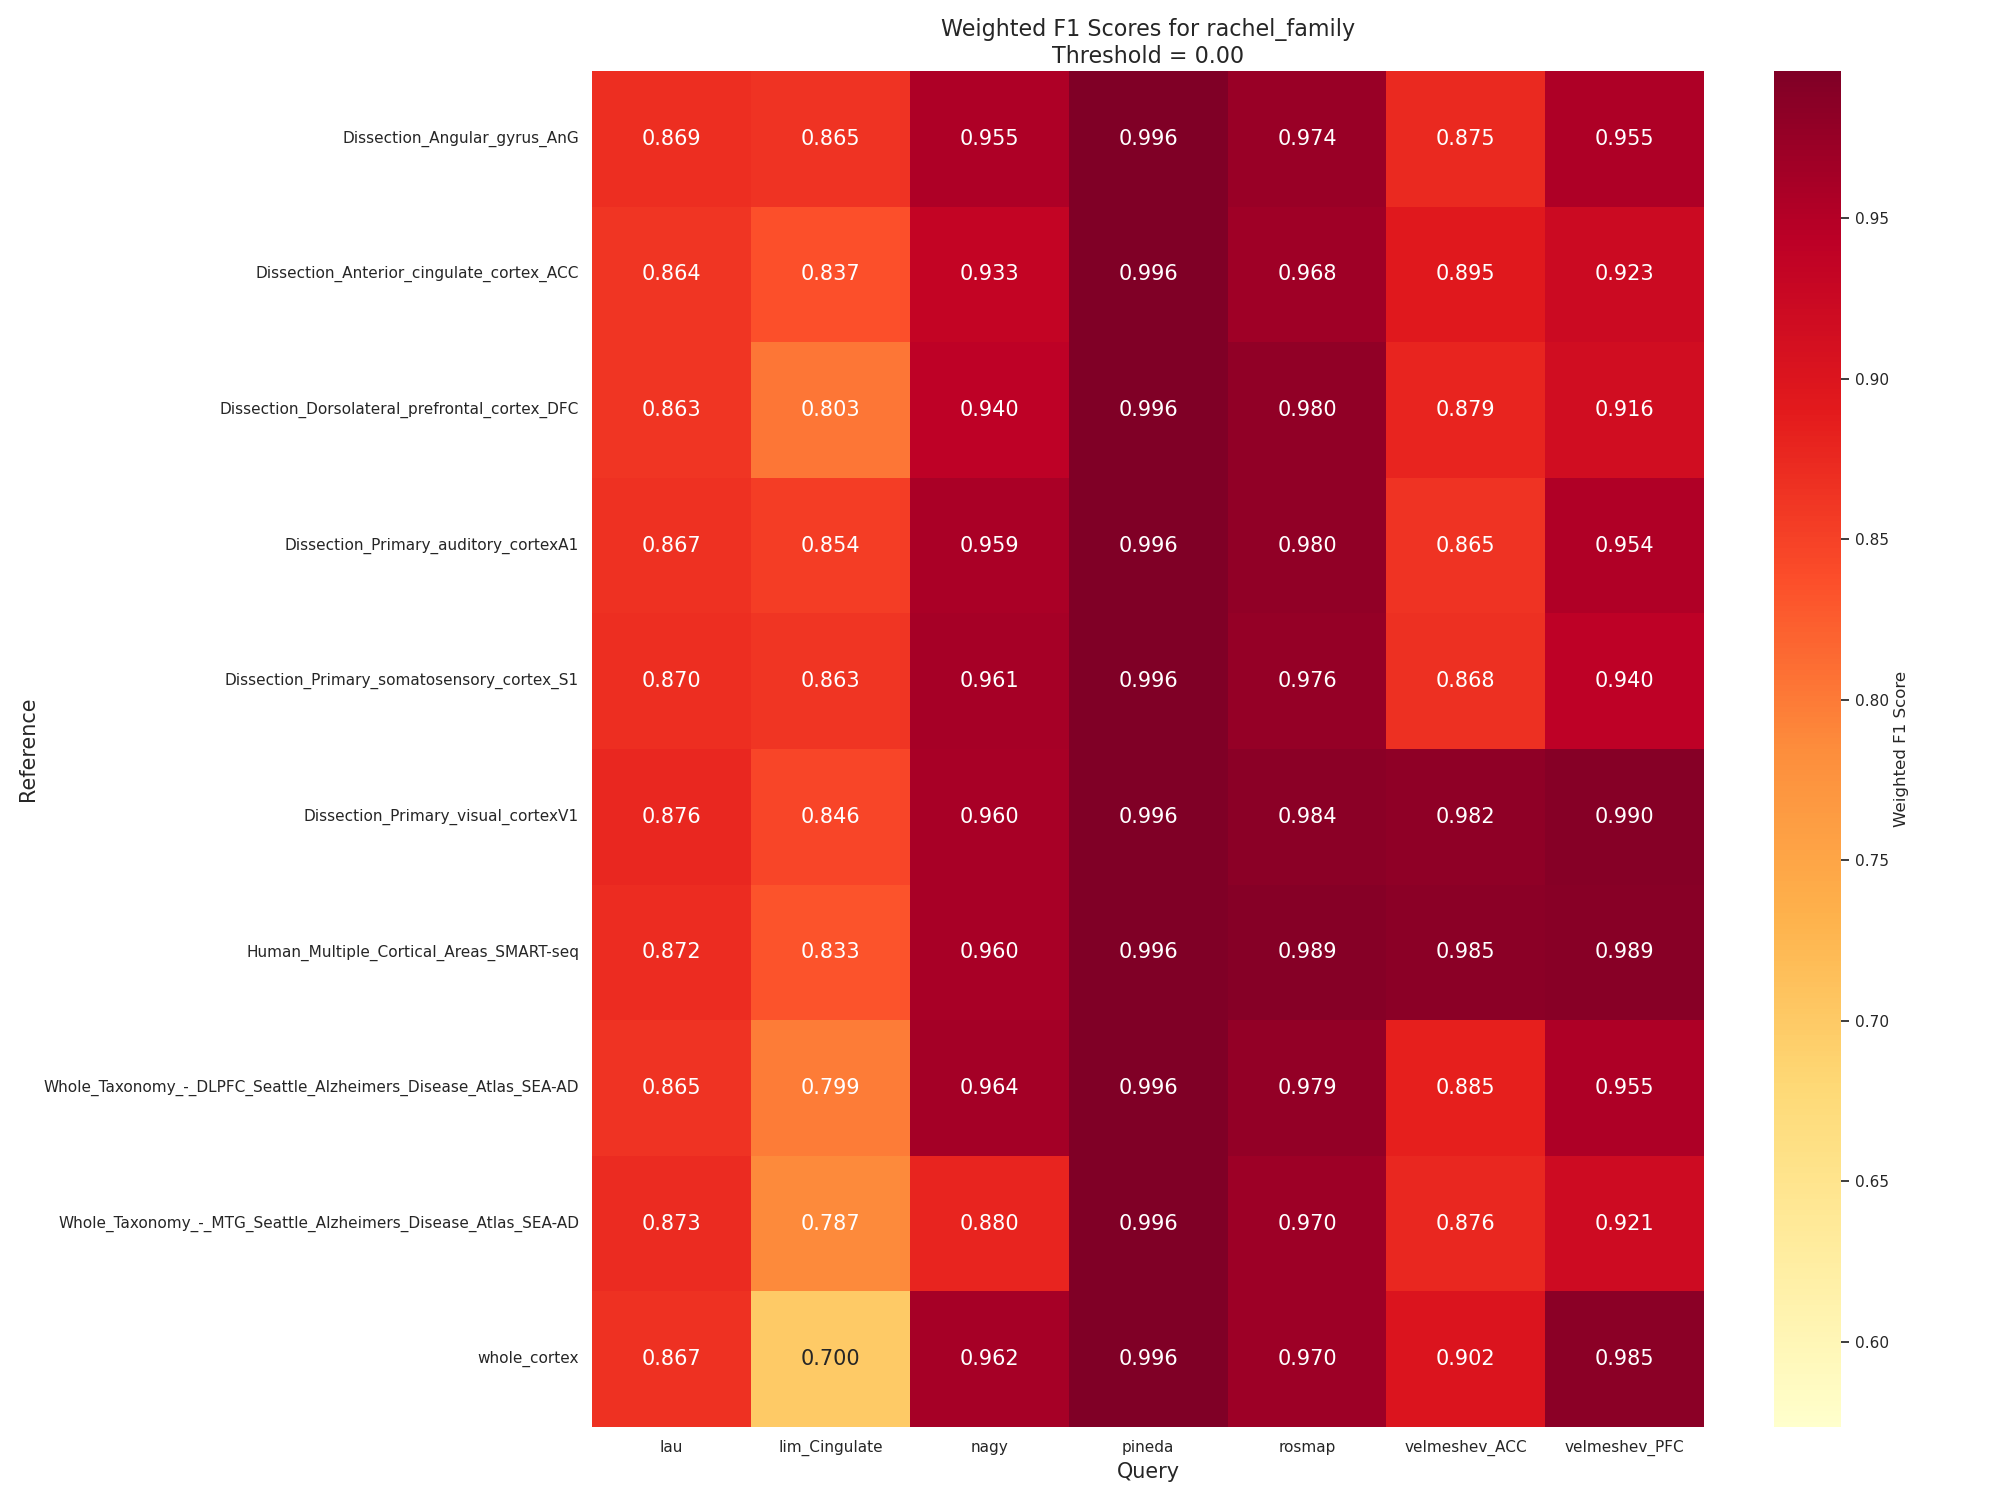 Weighted F1 Scores for rachel_family
Threshold = 0.00
Reference
Dissection_Angular_gyrus_AnG 0.869 0.865 0.955 0.996 0.974 0.875 0.955
Dissection_Anterior_cingulate_cortex_ACC 0.864 0.837 0.933 0.996 0.968 0.895 0.923
Dissection_Dorsolateral_prefrontal_cortex_DFC 0.863 0.803 0.940 0.996 0.980 0.879 0.916
Dissection_Primary_auditory_cortexA1 0.867 0.854 0.959 0.996 0.980 0.865 0.954
Dissection_Primary_somatosensory_cortex_S1 0.870 0.863 0.961 0.996 0.976 0.868 0.940
Dissection_Primary_visual_cortexV1 0.876 0.846 0.960 0.996 0.984 0.982 0.990
Human_Multiple_Cortical_Areas_SMART-seq 0.872 0.833 0.960 0.996 0.989 0.985 0.989
Whole_Taxonomy_-_DLPFC_Seattle_Alzheimers_Disease_Atlas_SEA-AD 0.865 0.799 0.964 0.996 0.979 0.885 0.955
Whole_Taxonomy_-_MTG_Seattle_Alzheimers_Disease_Atlas_SEA-AD 0.873 0.787 0.880 0.996 0.970 0.876 0.921
whole_cortex 0.867 0.700 0.962 0.996 0.970 0.902 0.985
lau lim_Cingulate nagy pineda rosmap velmeshev_ACC velmeshev_PFC
Query
0.95
0.90
0.85
0.80
0.75
0.70
0.65
0.60
Weighted F1 Score